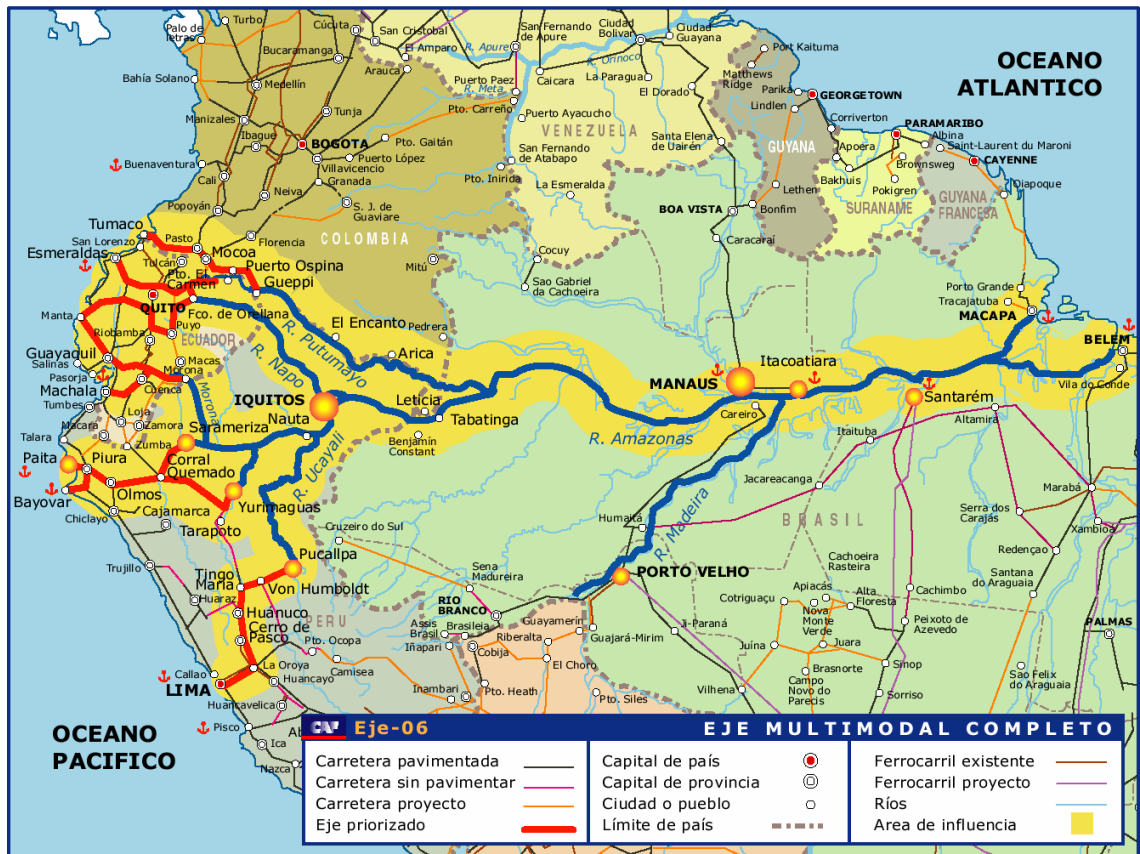 Turbo
Palo de
letras
Cúcuta
San Cristobal
San Fernando
de Apure
Ciudad
Bolivar
Ciudad
Guayana
Port Kaituma
OCEANO
ATLANTICO
Bucaramanga
El Amparo
R. Apure
R. Orinoco
Bahía Solano
Arauca
Medellín
Puerto Paez
R. Meta
Caicara
La Paragua
Matthews
Ridge
El Dorado
Parika
GEORGETOWN
Lindlen
Tunja
Pto. Carreño
Manizales
Puerto Ayacucho
VENEZUELA
Corriverton
PARAMARIBO
Albina
Ibague
BOGOTA
Pto. Gaitán
Santa Elena
de Uairén
GUYANA
Apoera
Saint-Laurent du Maroni
Brownsweg
CAYENNE
Buenaventura
Villavicencio
Puerto López
San Fernando
de Atabapo
Bakhuis
Cali
Granada
Pto. Inirida
La Esmeralda
Lethen
Pokigren
Oiapoque
Neiva
Popoyán
S. J. de
Guaviare
BOA VISTA
Bonfim
SURANAME
GUYANA
FRANCESA
Tumaco
Pasto
Florencia
COLOMBIA
Caracaraí
San Lorenzo
Esmeraldas
Mocoa
Cocuy
Tulcán
Puerto Ospina
Mitú
Pto. El
Carmen
Gueppi
Sao Gabriel
da Cachoeira
Porto Grande
Tracajatuba
QUITO
Fco. de Orellana
MACAPA
Manta
Puyo
El Encanto
Pedrera
Riobamba
ECUADOR
R. Putumayo
BELEM
Guayaquil
Macas
R. Napo
Arica
Itacoatiara
Salinas
Morona
Vila do Conde
Pasorja
Cuenca
MANAUS
Machala
Morona
IQUITOS
Leticia
Santarém
Tumbes
Loja
Tabatinga
Careiro
Nauta
Altamira
Macará
Zamora
Sarameriza
Benjamín
Constant
R. Amazonas
Itaituba
Talara
Zumba
Paita
Piura
Corral
Quemado
R. Ucayali
Jacareacanga
Marabá
Bayovar
Olmos
Yurimaguas
R. Madeira
Cajamarca
Serra dos
Carajás
Chiclayo
Tarapoto
Cruzeiro do Sul
Humaitá
BRASIL
Xambioa
Redençao
Pucallpa
Cachoeira
Rasteira
Trujillo
Tingo
María
Sena
Madureira
PORTO VELHO
Santana
do Araguaia
Von Humboldt
Apiacás
Cachimbo
Huaraz
Cotriguaçu
Alta
Floresta
RIO
BRANCO
Huánuco
PERU
Nova
Monte
Verde
Guayamerin
Peixoto de
Azevedo
PALMAS
Cerro de
Pasco
Assis
Brasil
Brasileia
Riberalta
Guajará-Mirim
Ji-Paraná
Pto. Ocopa
Iñapari
Cobija
Juína
Juara
La Oroya
Camisea
El Choro
Sinop
Callao
Brasnorte
Sao Felix
do Araguaia
LIMA
Huancayo
Inambari
Pto. Heath
Pto. Siles
Vilhena
Campo
Novo do
Parecis
Sorriso
Huancavelica
Pisco
OCEANO
PACIFICO
Ica
Nazca
CAF
Eje-06
EJE MULTIMODAL COMPLETO
Carretera pavimentada
Carretera sin pavimentar
Carretera proyecto
Eje priorizado
Capital de país
Capital de provincia
Ciudad o pueblo
Límite de país
Ferrocarril existente
Ferrocarril proyecto
Ríos
Area de influencia